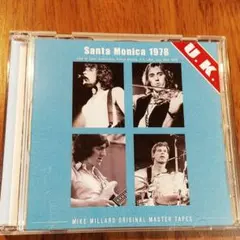 Santa Monica 1978
U.K.
MIKE MILLARD ORIGINAL MASTER TAPES